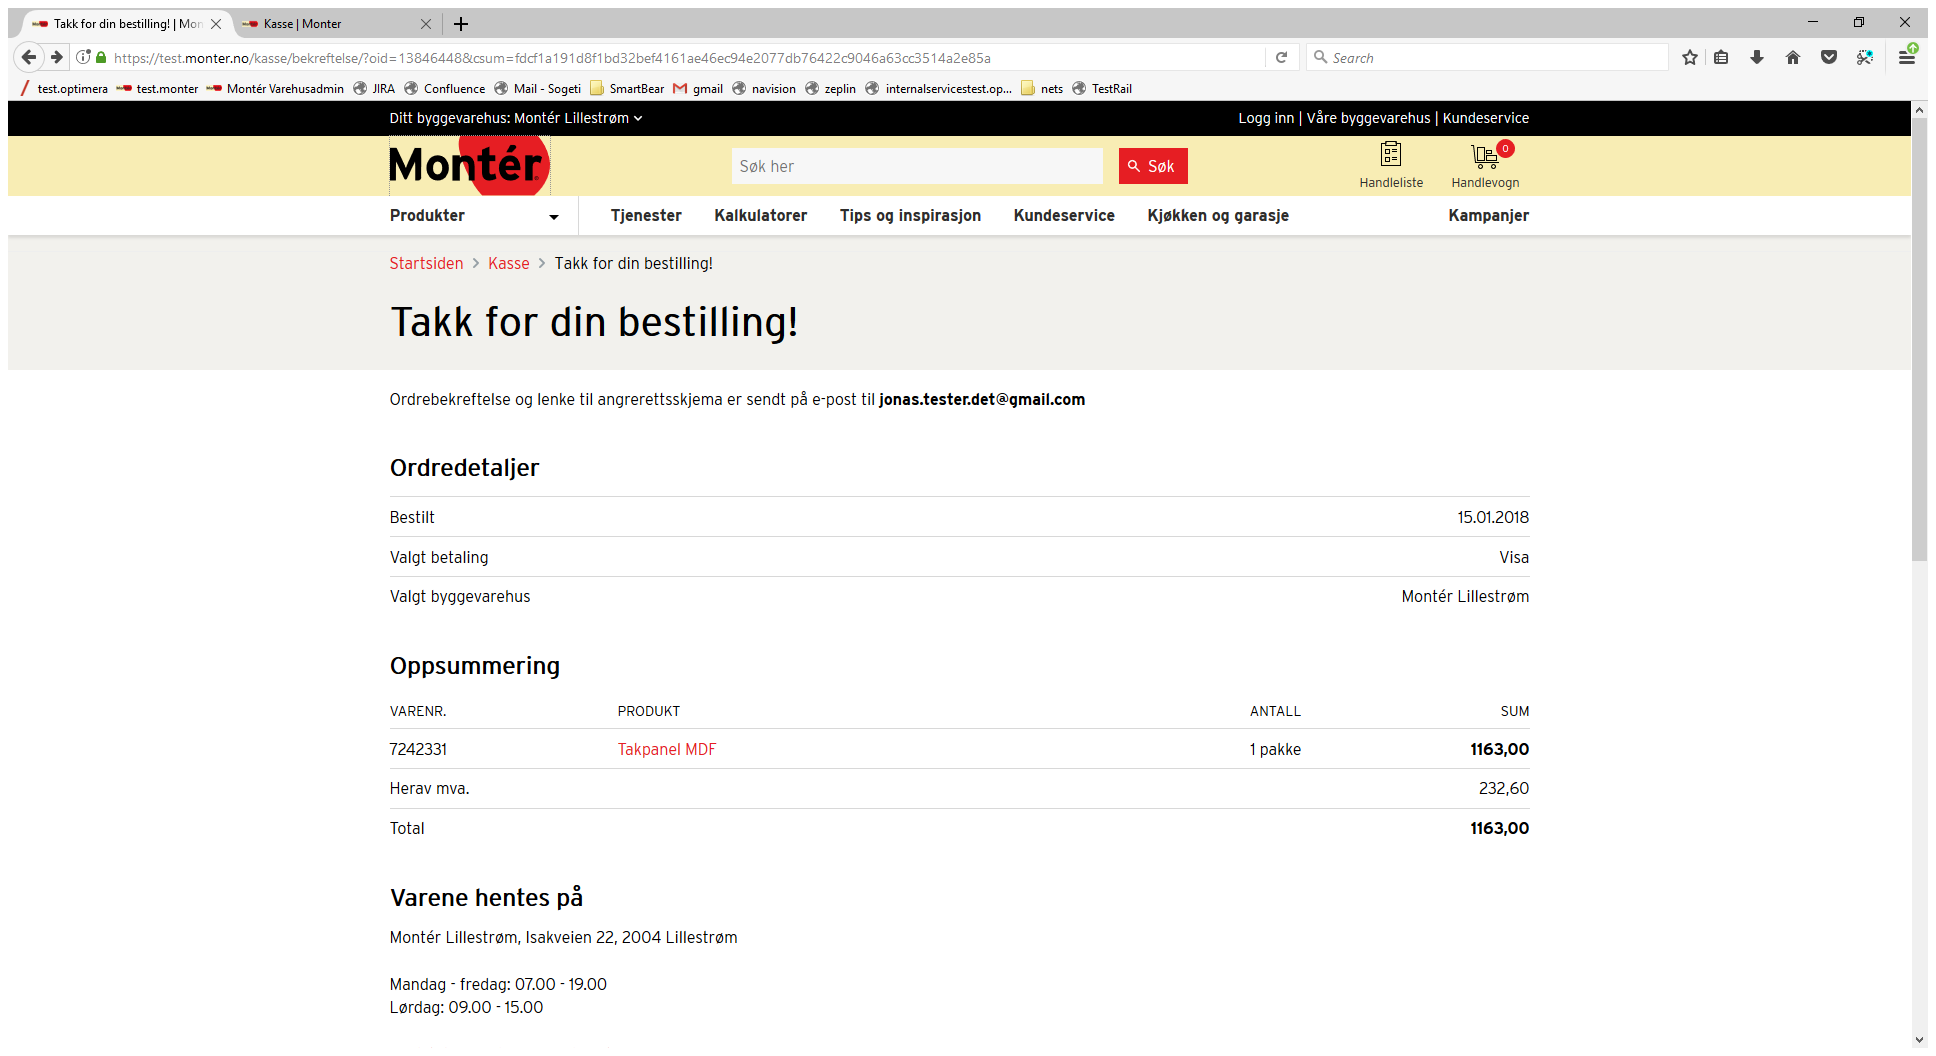 Takk for din bestilling! | Mon
Kasse | Monter
https://test.monter.no/kasse/bekreftelse/?oid=13846448&csum=fdcf1a191d8f1bd32bef4161ae46ec94e2077db76422c9046a63cc3514a2e85a
Search
test.optimera test.monter Montér Varehusadmin JIRA Confluence Mail - Sogeti SmartBear gmail navision zeplin internalservicestest.op... nets TestRail
Ditt byggevarehus: Montér Lillestrøm
Logg inn | Våre byggevarehus | Kundeservice
Montér
Søk her
Søk
0
Handleliste
Handlevogn
Produkter
Tjenester Kalkulatorer Tips og inspirasjon Kundeservice Kjøkken og garasje Kampanjer
Startsiden > Kasse > Takk for din bestilling!
Takk for din bestilling!
Ordrebekreftelse og lenke til angrerettsskjema er sendt på e-post til jonas.tester.det@gmail.com
Ordredetaljer
Bestilt 15.01.2018
Valgt betaling Visa
Valgt byggevarehus Montér Lillestrøm
Oppsummering
VARENR. PRODUKT ANTALL SUM
7242331 Takpanel MDF 1 pakke 1163,00
Herav mva. 232,60
Total 1163,00
Varene hentes på
Montér Lillestrøm, Isakveien 22, 2004 Lillestrøm
Mandag - fredag: 07.00 - 19.00
Lørdag: 09.00 - 15.00